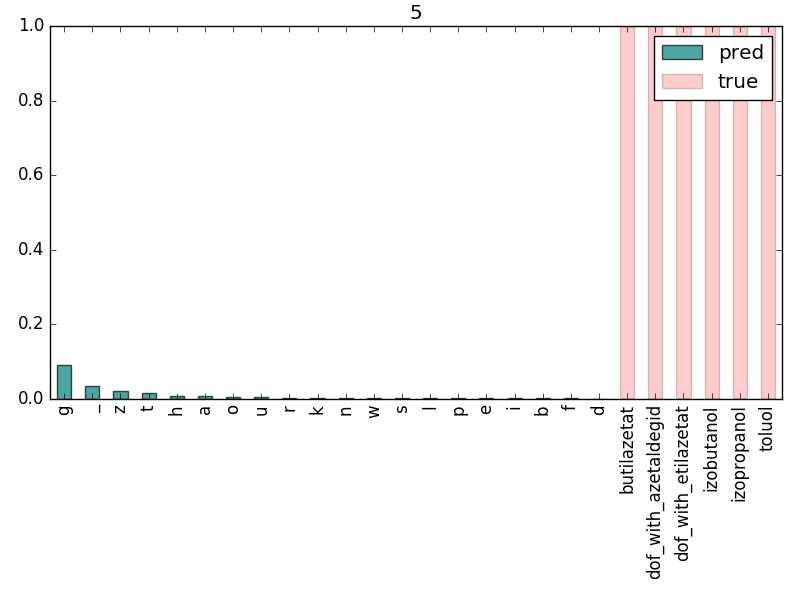 5
1.0
0.8
0.6
0.4
0.2
0.0
pred
true
g
_
z
t
h
a
o
u
r
k
n
w
s
l
p
e
i
b
f
d
butilazetat
dof_with_azetaldegid
dof_with_etilazetat
izobutanol
izopropanol
toluol